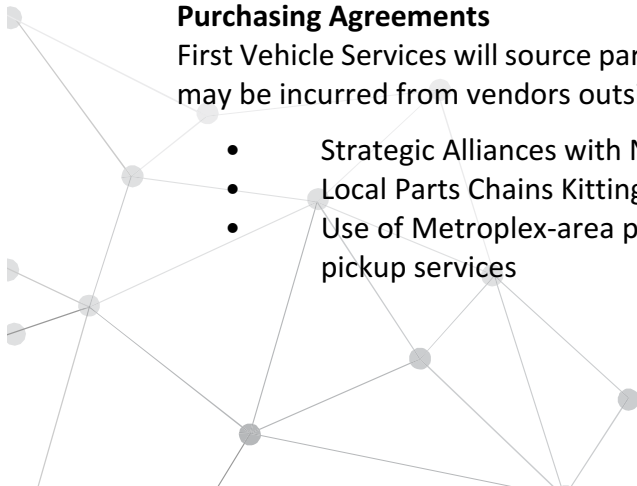 Purchasing Agreements
First Vehicle Services will source par
may be incurred from vendors outs
• Strategic Alliances with
• Local Parts Chains Kitting
• Use of Metroplex-area p
pickup services